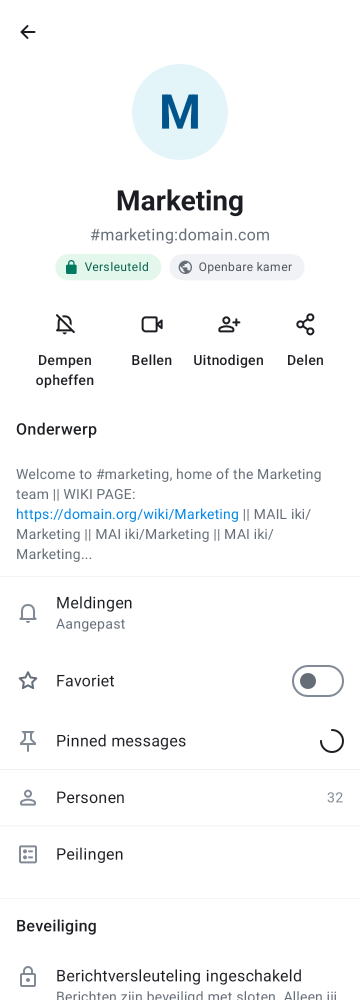 M
Marketing
#marketing:domain.com
Versleuteld
Openbare kamer
Dempen
opheffen
Bellen
Uitnodigen
Delen
Onderwerp
Welcome to #marketing, home of the Marketing
team || WIKI PAGE:
https://domain.org/wiki/Marketing || MAIL iki/
Marketing || MAI iki/Marketing || MAI iki/
Marketing...
Meldingen
Aangepast
Favoriet
Pinned messages
Personen
32
Peilingen
Beveiliging
Berichtversleuteling ingeschakeld
Berichten zijn beveiligd met sloten. Alleen jij